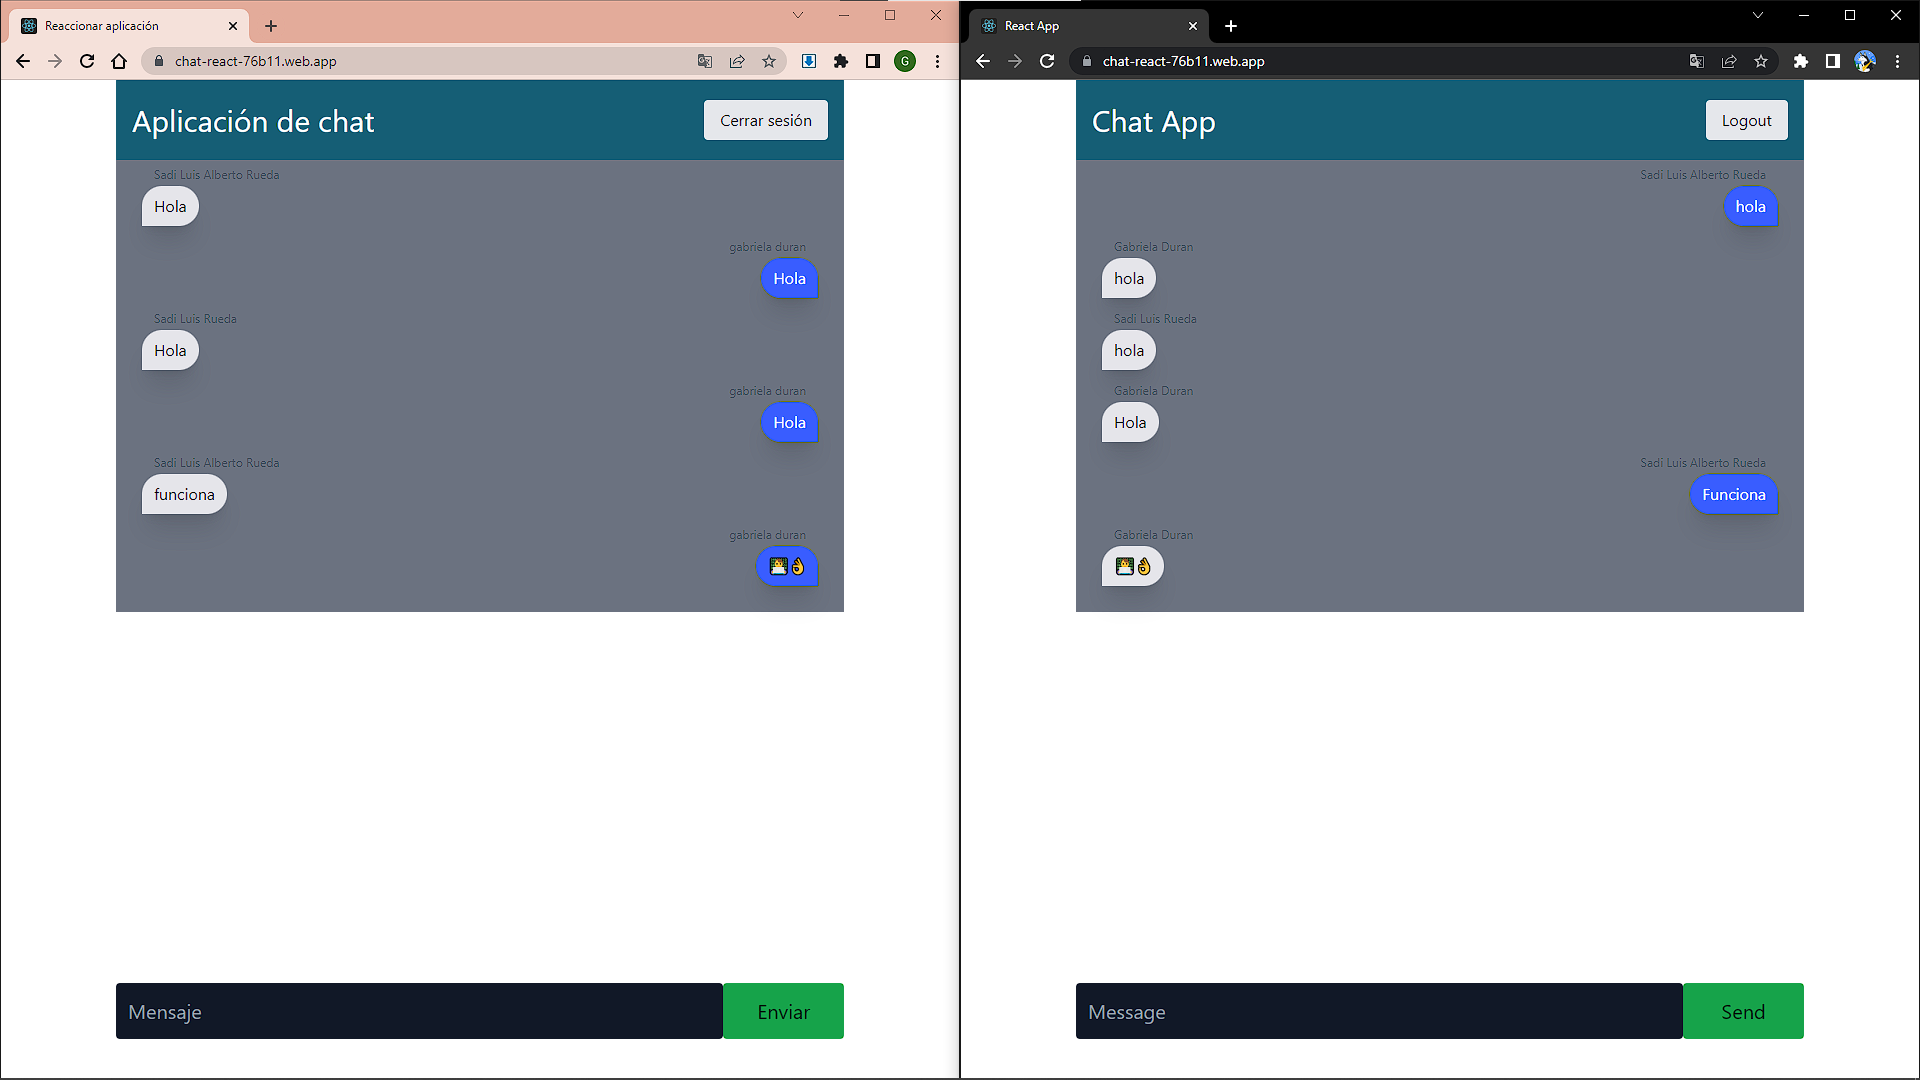 Reaccionar aplicación
chat-react-76b11.web.app
G
Aplicación de chat
Cerrar sesión
Sadi Luis Alberto Rueda
Hola
gabriela duran
Hola
Sadi Luis Rueda
Hola
gabriela duran
Hola
Sadi Luis Alberto Rueda
funciona
gabriela duran
👩‍💻👌
Mensaje
Enviar
React App
chat-react-76b11.web.app
Chat App
Logout
Sadi Luis Alberto Rueda
hola
Gabriela Duran
hola
Sadi Luis Rueda
hola
Gabriela Duran
Hola
Sadi Luis Alberto Rueda
Funciona
Gabriela Duran
👩‍💻👌
Message
Send